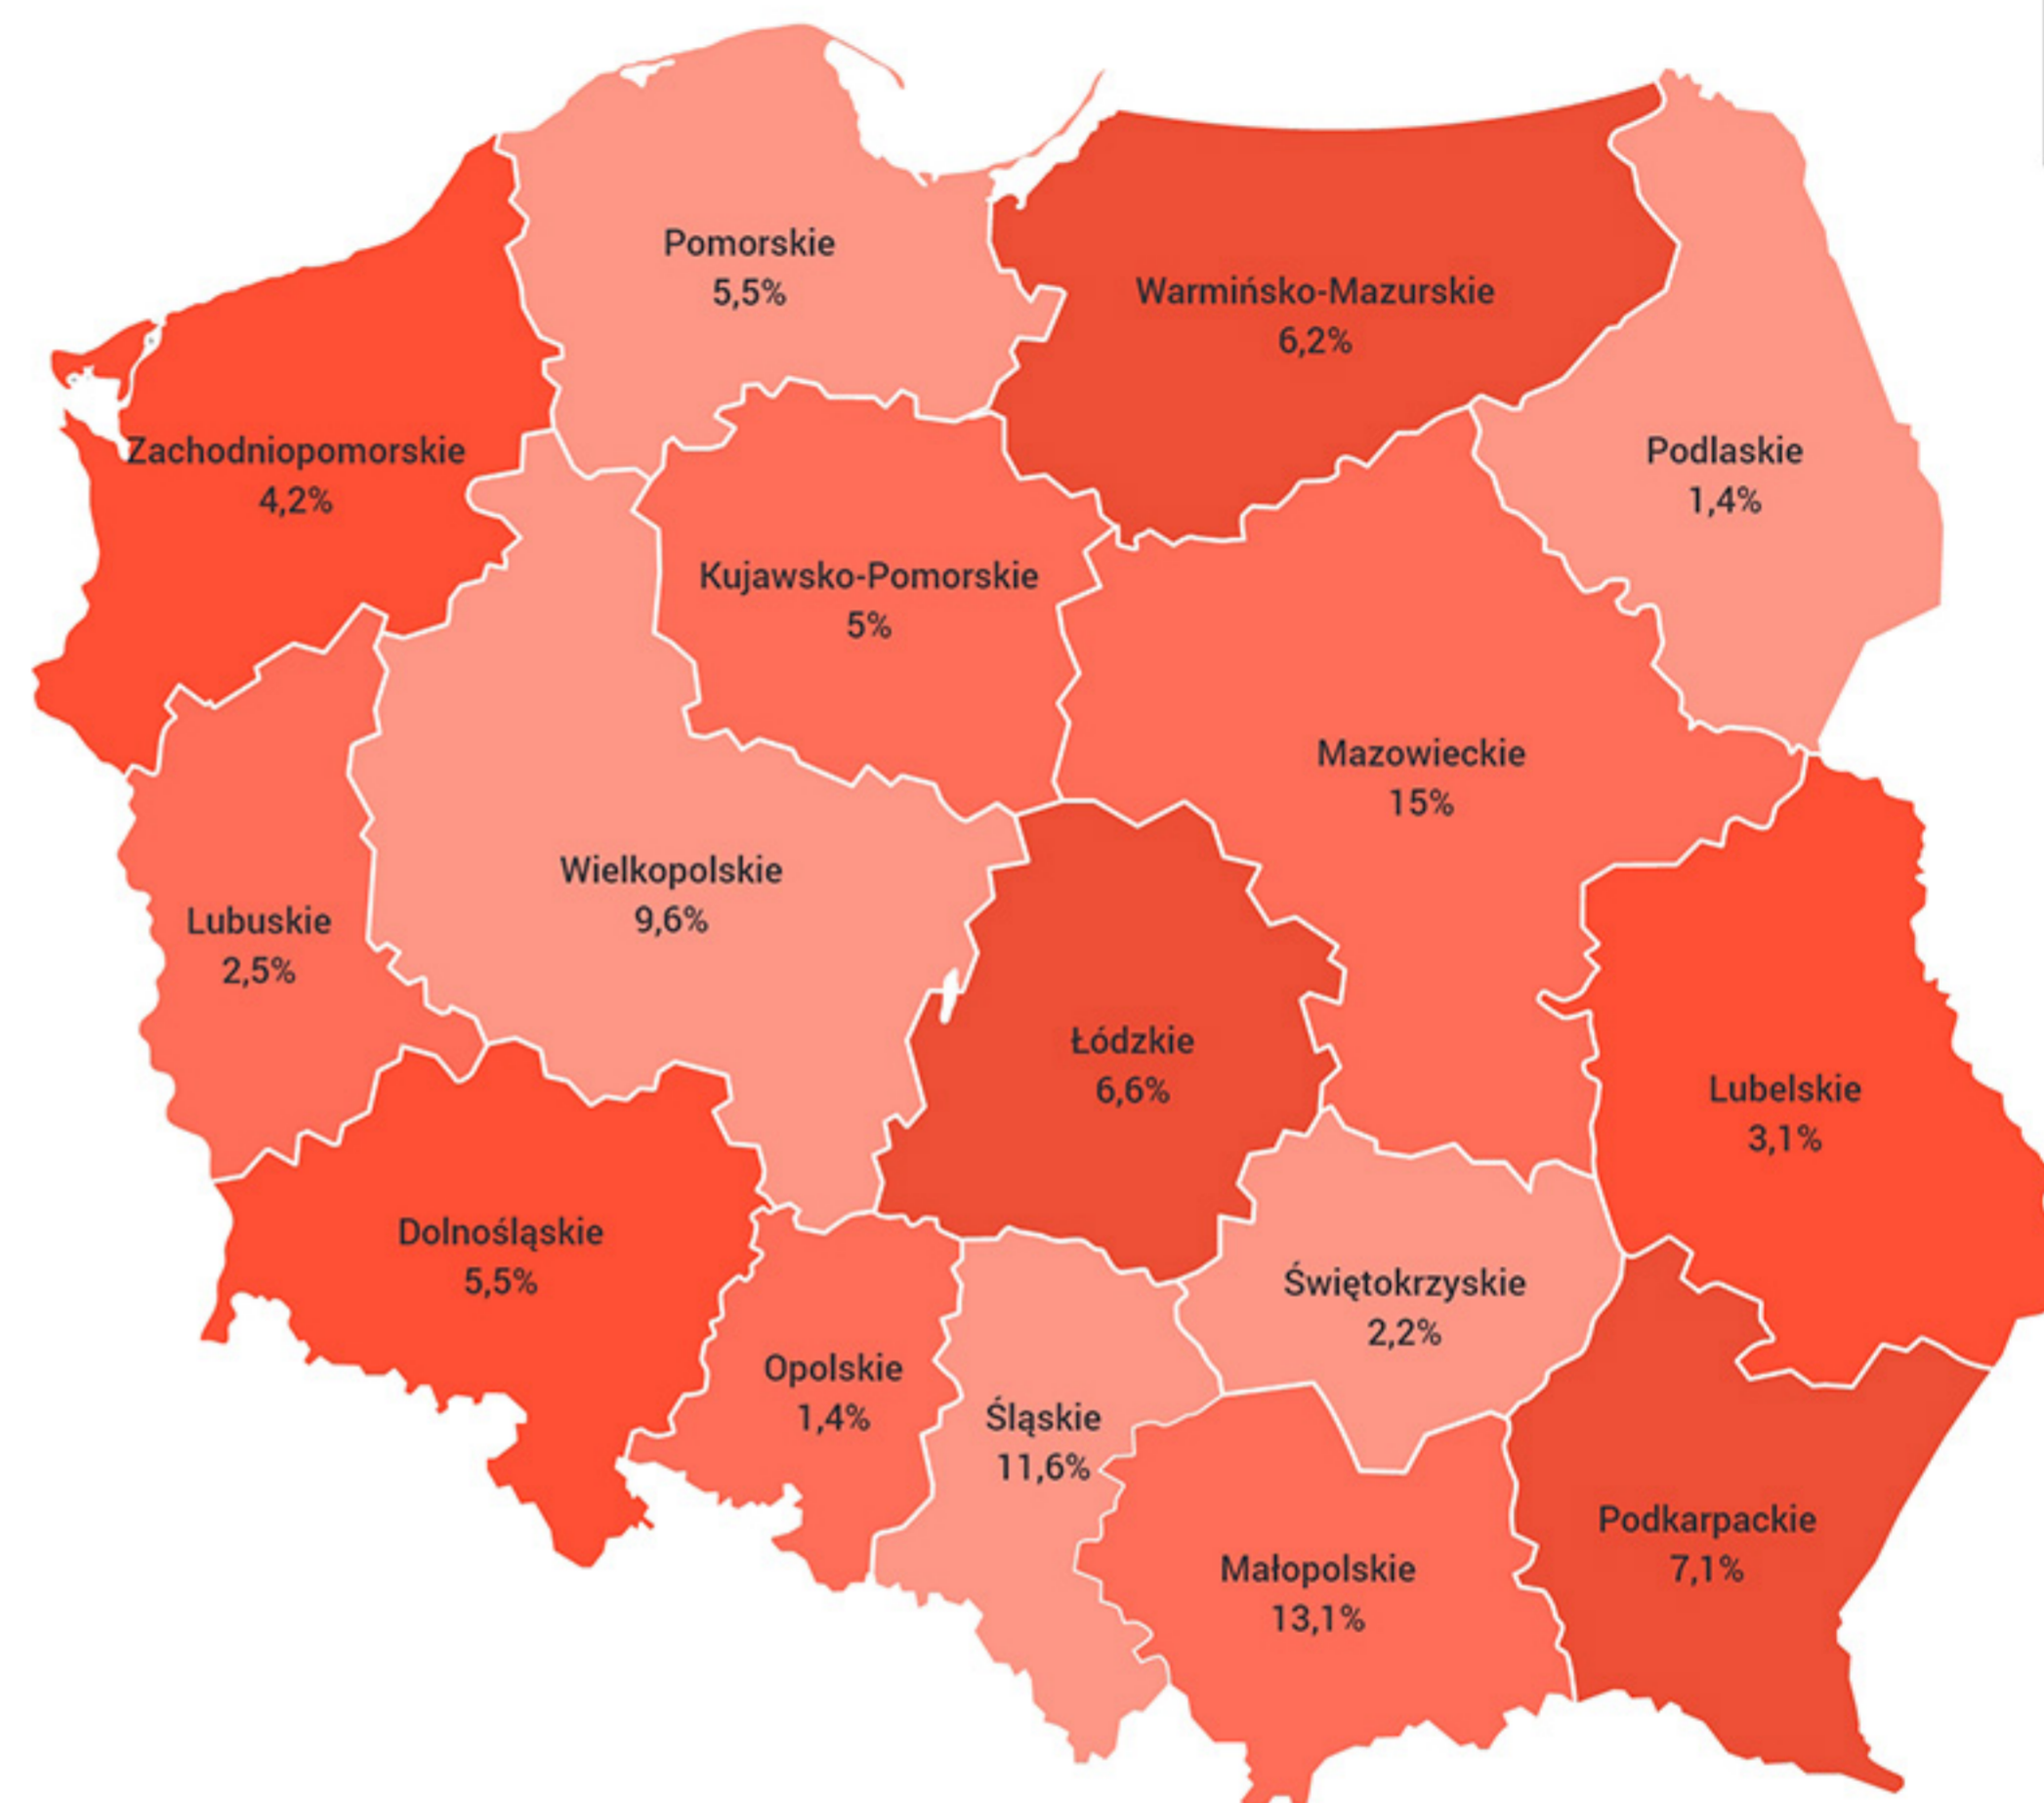 Pomorskie
5,5%
Warmińsko-Mazurskie
6,2%
Zachodniopomorskie
4,2%
Podlaskie
1,4%
Kujawsko-Pomorskie
5%
Mazowieckie
15%
Wielkopolskie
9,6%
Lubuskie
2,5%
Łódzkie
6,6%
Lubelskie
3,1%
Dolnośląskie
5,5%
Świętokrzyskie
2,2%
Opolskie
1,4%
Śląskie
11,6%
Podkarpackie
7,1%
Małopolskie
13,1%